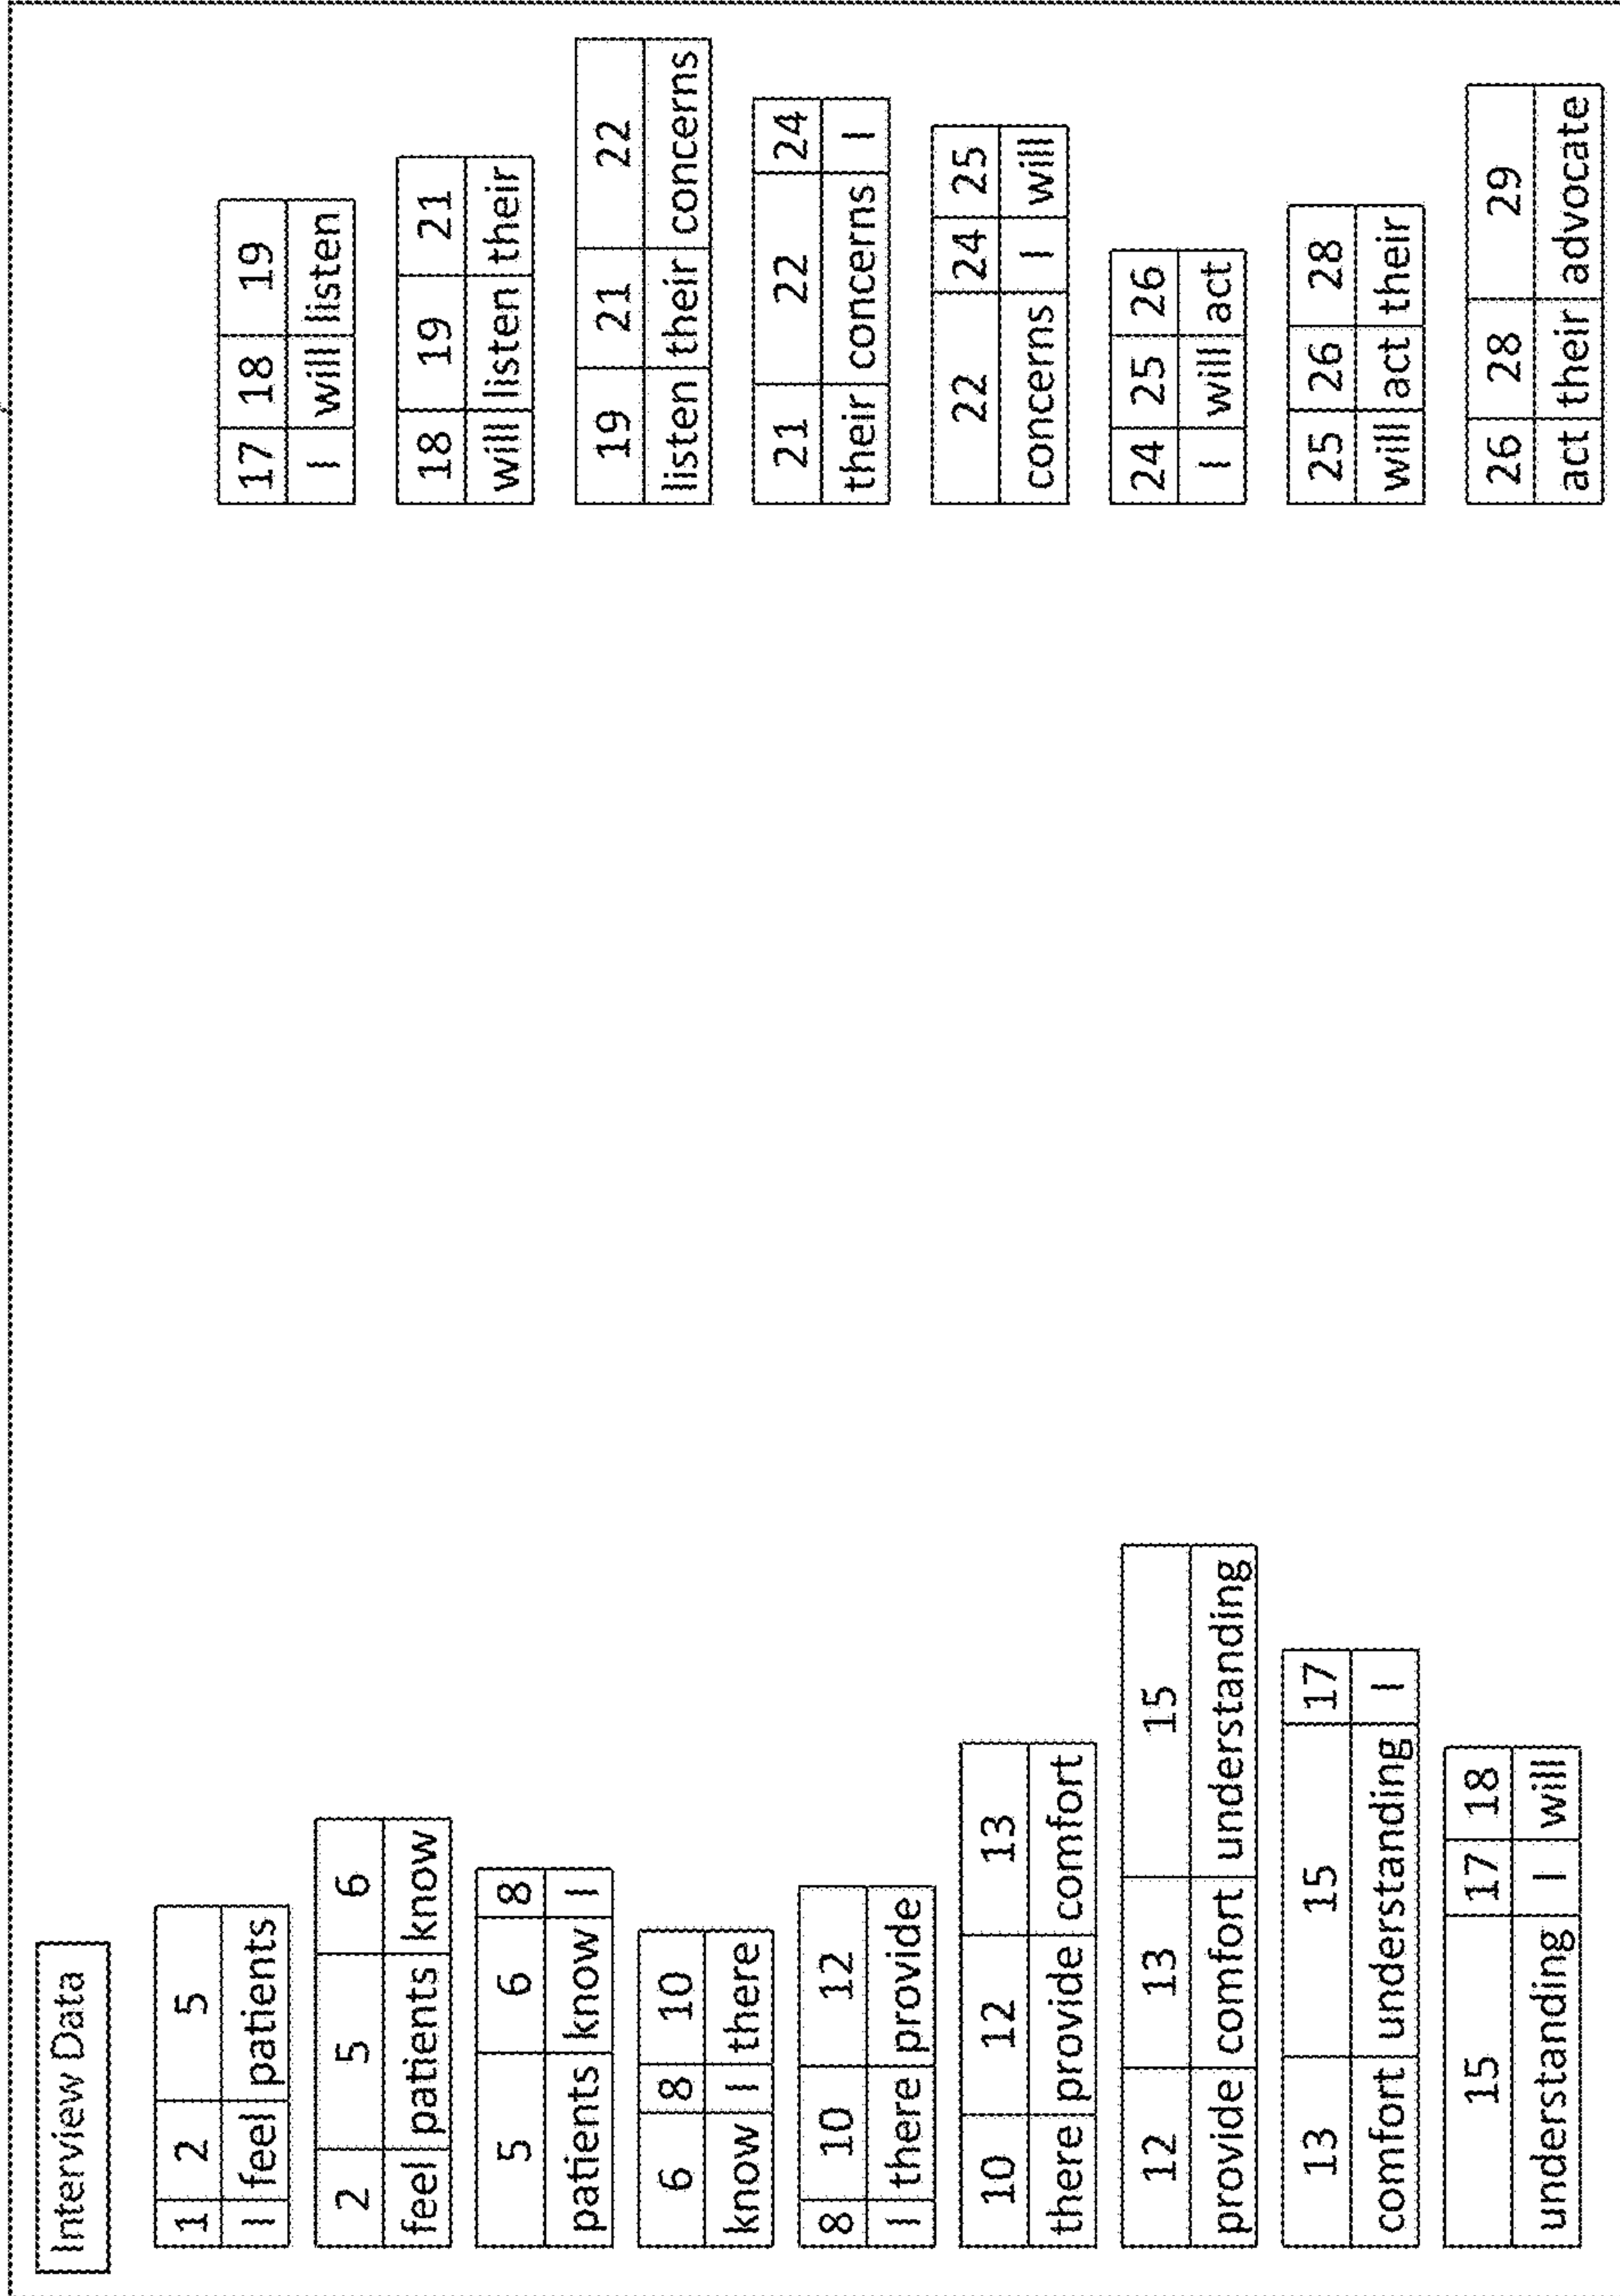 Interview Data
1 2 5
I feel patients
2 5 6
feel patients know
5 6 8
patients know I
6 8 10
know I there
8 10 12
I there provide
10 12 13
there provide comfort
12 13 15
provide comfort understanding
13 15 17
comfort understanding I
15 17 18
understanding I will
17 18 19
I will listen
18 19 21
will listen their
19 21 22
listen their concerns
21 22 24
their concerns I
22 24 25
concerns I will
24 25 26
I will act
25 26 28
will act their
26 28 29
act their advocate